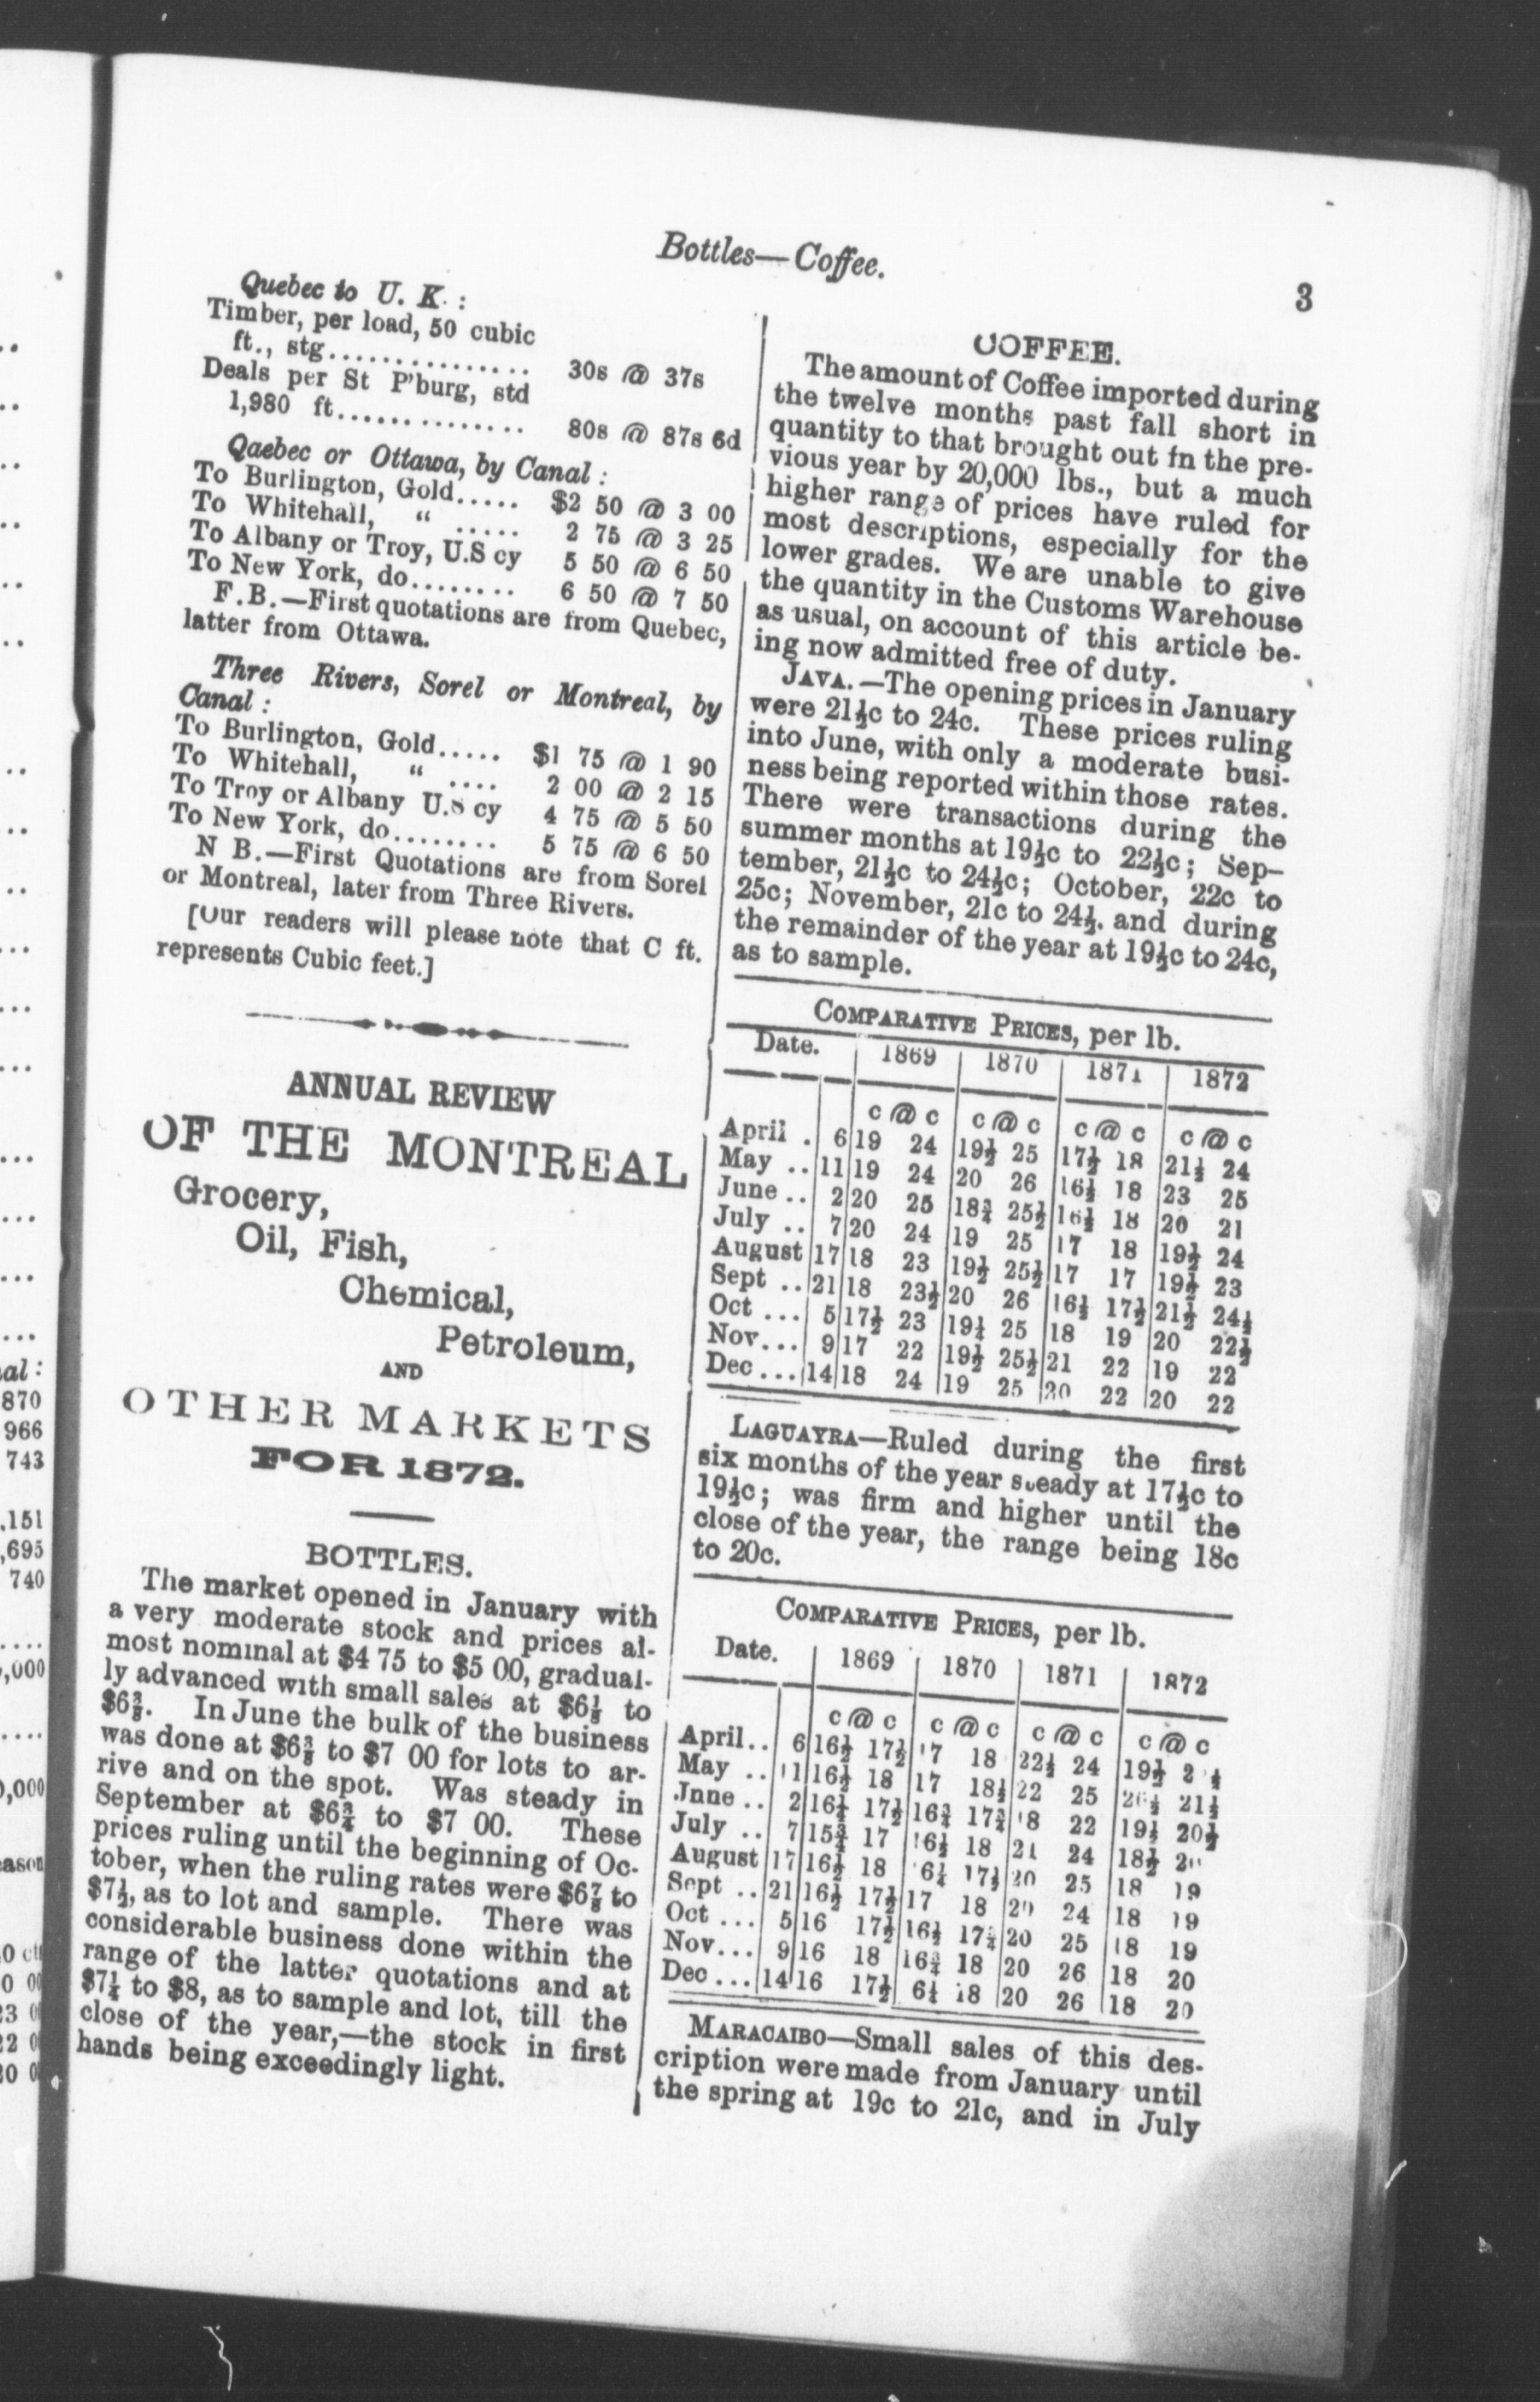 Bottles—Coffee.
3
Quebec to U. K. :
Timber, per load, 50 cubic
ft., stg............... 30s @ 37s
Deals per St P'burg, std
1,980 ft.............. 80s @ 87s 6d
Qaebec or Ottawa, by Canal :
To Burlington, Gold..... $2 50 @ 3 00
To Whitehall, " ..... 2 75 @ 3 25
To Albany or Troy, U.S cy 5 50 @ 6 50
To New York, do........ 6 50 @ 7 50
F.B.—First quotations are from Quebec,
latter from Ottawa.
Three Rivers, Sorel or Montreal, by
Canal :
To Burlington, Gold..... $1 75 @ 1 90
To Whitehall, " .... 2 00 @ 2 15
To Troy or Albany U.S cy 4 75 @ 5 50
To New York, do........ 5 75 @ 6 50
N B.—First Quotations are from Sorel
or Montreal, later from Three Rivers.
[Our readers will please note that C ft.
represents Cubic feet.]
ANNUAL REVIEW
OF THE MONTREAL
Grocery,
Oil, Fish,
Chemical,
Petroleum,
AND
OTHER MARKETS
FOR 1872.
BOTTLES.
The market opened in January with
a very moderate stock and prices al-
most nominal at $4 75 to $5 00, gradual-
ly advanced with small sales at $6⅛ to
$6⅜. In June the bulk of the business
was done at $6⅜ to $7 00 for lots to ar-
rive and on the spot. Was steady in
September at $6¾ to $7 00. These
prices ruling until the beginning of Oc-
tober, when the ruling rates were $6⅞ to
$7½, as to lot and sample. There was
considerable business done within the
range of the latter quotations and at
$7¼ to $8, as to sample and lot, till the
close of the year,—the stock in first
hands being exceedingly light.
COFFEE.
The amount of Coffee imported during
the twelve months past fall short in
quantity to that brought out in the pre-
vious year by 20,000 lbs., but a much
higher range of prices have ruled for
most descriptions, especially for the
lower grades. We are unable to give
the quantity in the Customs Warehouse
as usual, on account of this article be-
ing now admitted free of duty.
JAVA.—The opening prices in January
were 21½c to 24c. These prices ruling
into June, with only a moderate busi-
ness being reported within those rates.
There were transactions during the
summer months at 19½c to 22½c; Sep-
tember, 21½c to 24½c; October, 22c to
25c; November, 21c to 24½. and during
the remainder of the year at 19½c to 24c,
as to sample.
COMPARATIVE PRICES, per lb.
Date. 1869 1870 1871 1872
c @ c c @ c c @ c c @ c
April . 6 19 24 19½ 25 17½ 18 21½ 24
May .. 11 19 24 20 26 16½ 18 23 25
June .. 2 20 25 18¾ 25½ 16½ 18 20 21
July .. 7 20 24 19 25 17 18 19½ 24
August 17 18 23 19½ 25½ 17 17 19½ 23
Sept .. 21 18 23½ 20 26 16½ 17½ 21½ 24½
Oct ... 5 17½ 23 19½ 25 18 19 20 22½
Nov... 9 17 22 19½ 25½ 21 22 19 22
Dec ... 14 18 24 19 25 20 22 20 22
LAGUAYRA—Ruled during the first
six months of the year steady at 17½c to
19½c; was firm and higher until the
close of the year, the range being 18c
to 20c.
COMPARATIVE PRICES, per lb.
Date. 1869 1870 1871 1872
c @ c c @ c c @ c c @ c
April.. 6 16½ 17½ 17 18 22½ 24 19½
May .. 11 16½ 18 17 18½ 22 25 21½
Jnne .. 2 16½ 17½ 16¾ 17¾ 18 22 19½ 20½
July .. 7 15¾ 17 16½ 18 21 24 18½
August 17 16½ 18 17½ 20 25 18 19
Sept .. 21 16½ 17½ 17 18 20 24 18 19
Oct ... 5 16 17½ 16½ 20 25 18 19
Nov... 9 16 18 16¾ 18 20 26 18 20
Dec ... 14 16 17½ 6¼ 18 20 26 18 20
MARACAIBO—Small sales of this des-
cription were made from January until
the spring at 19c to 21c, and in July